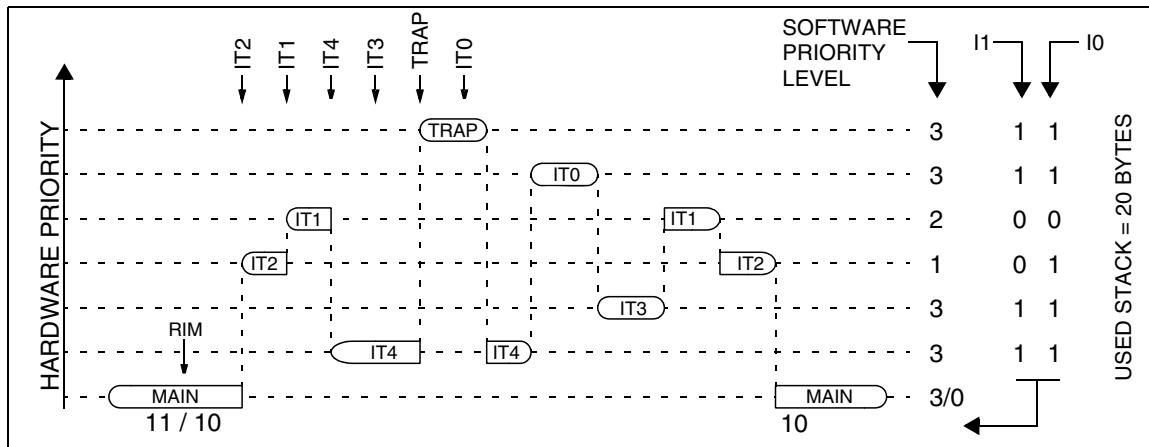 IT2
IT1
IT4
IT3
TRAP
IT0
SOFTWARE
PRIORITY
LEVEL
I1
I0
HARDWARE PRIORITY
TRAP
3
1 1
IT0
3
1 1
IT1
IT1
2
0 0
IT2
IT2
1
0 1
IT3
3
1 1
RIM
IT4
IT4
3
1 1
MAIN
MAIN
3/0
11 / 10
10
USED STACK = 20 BYTES